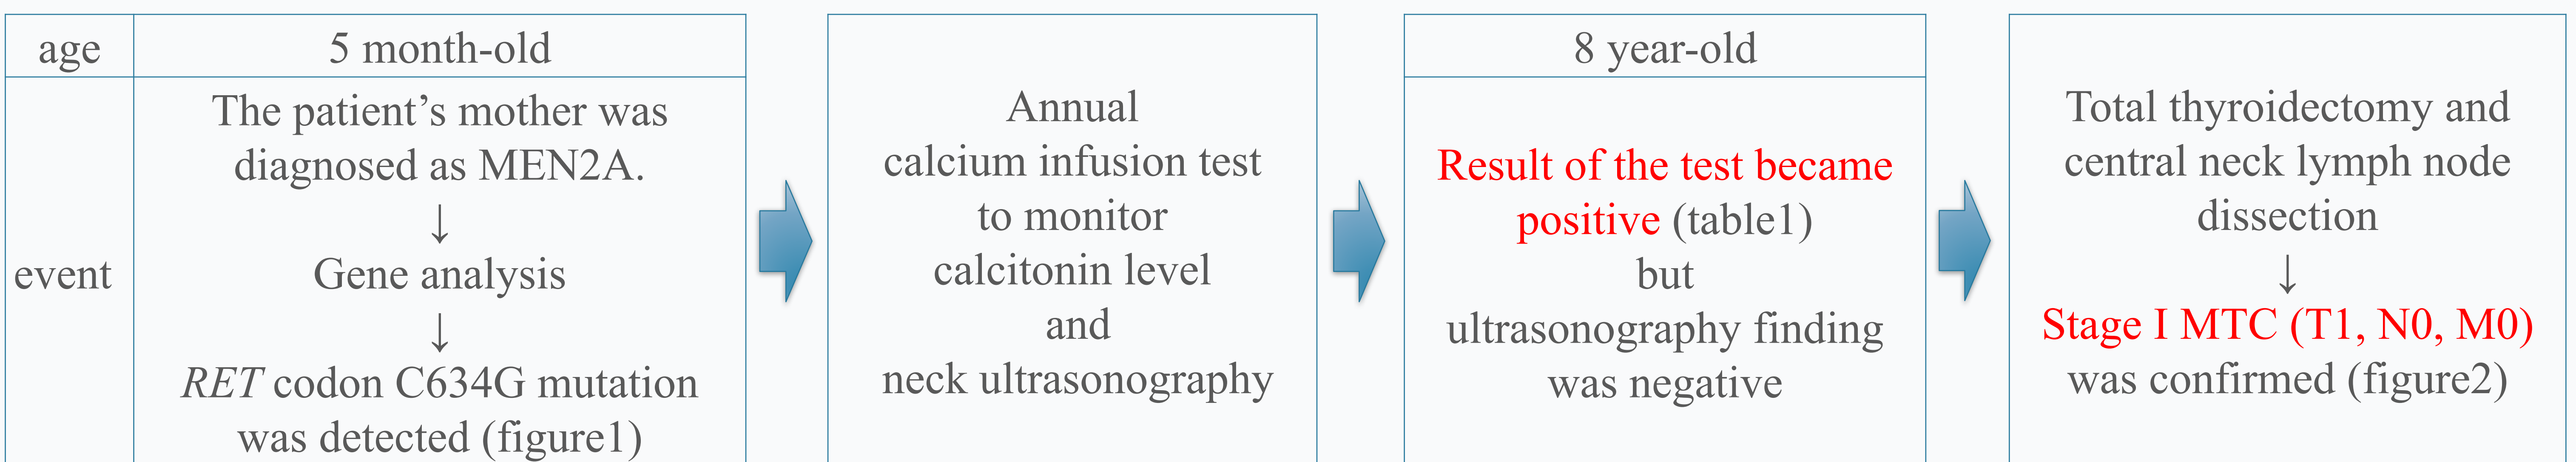 age
5 month-old
event
The patient’s mother was
diagnosed as MEN2A.
↓
Gene analysis
↓
RET codon C634G mutation
was detected (figure1)
Annual
calcium infusion test
to monitor
calcitonin level
and
neck ultrasonography
8 year-old
Result of the test became
positive (table1)
but
ultrasonography finding
was negative
Total thyroidectomy and
central neck lymph node
dissection
↓
Stage I MTC (T1, N0, M0)
was confirmed (figure2)